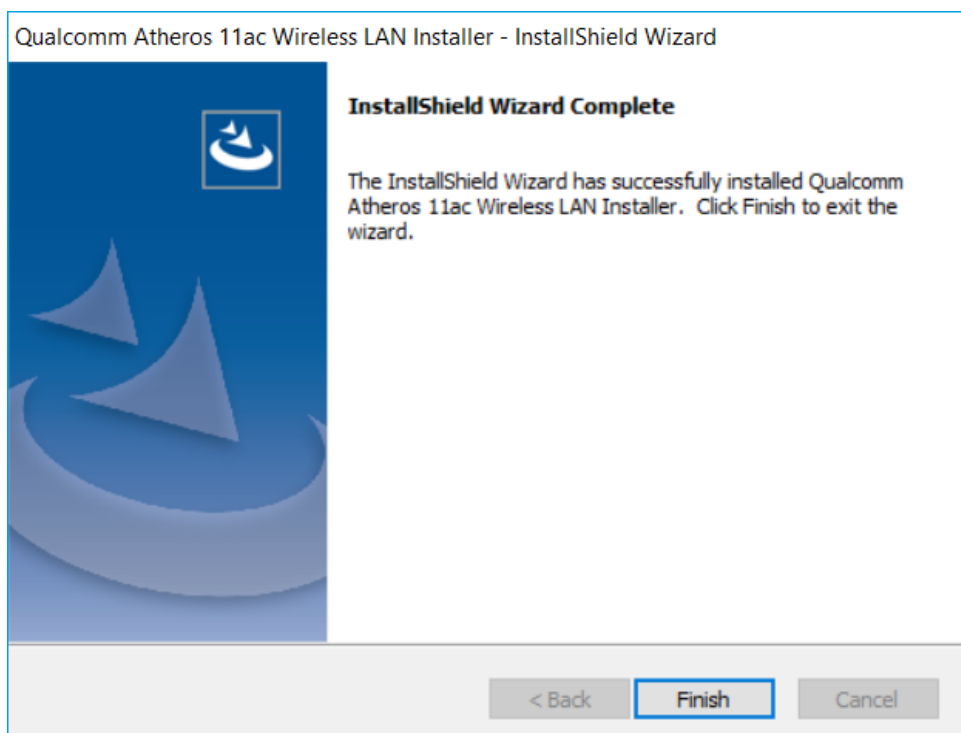 Qualcomm Atheros 11ac Wireless LAN Installer - InstallShield Wizard
InstallShield Wizard Complete
The InstallShield Wizard has successfully installed Qualcomm
Atheros 11ac Wireless LAN Installer.  Click Finish to exit the
wizard.
< Back
Finish
Cancel